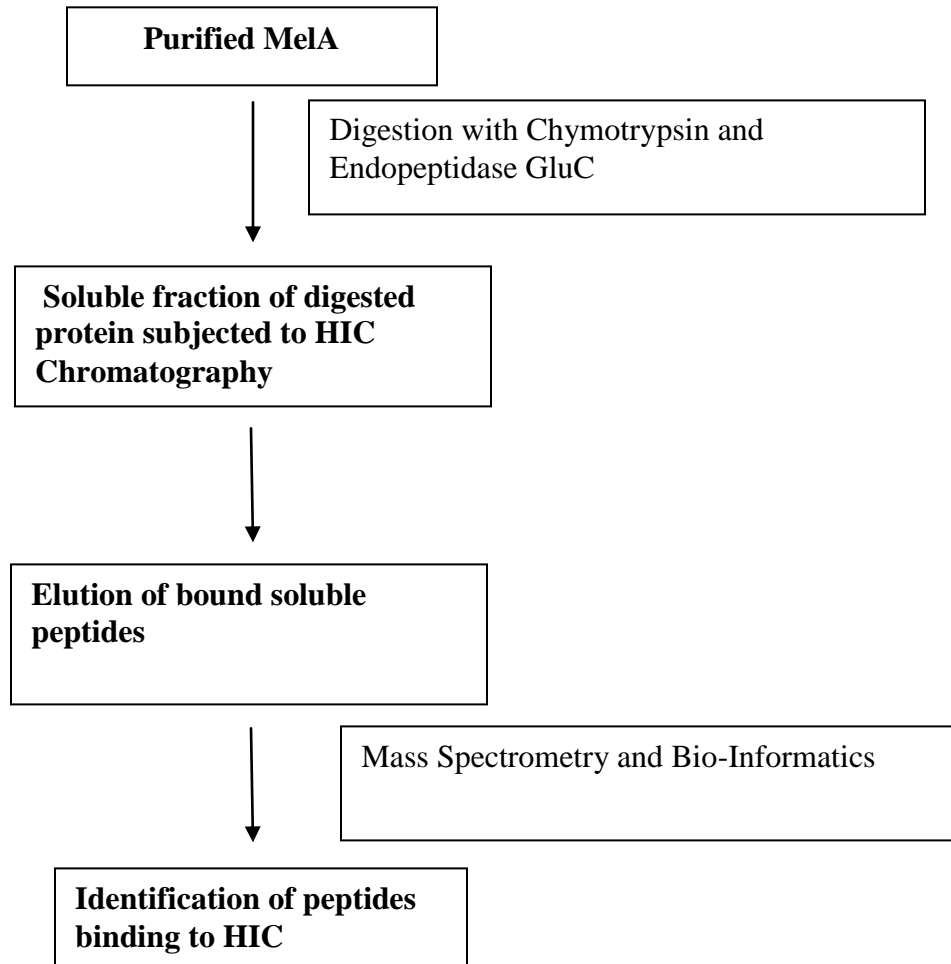 Purified MelA
Digestion with Chymotrypsin and
Endopeptidase GluC
Soluble fraction of digested
protein subjected to HIC
Chromatography
Elution of bound soluble
peptides
Mass Spectrometry and Bio-Informatics
Identification of peptides
binding to HIC